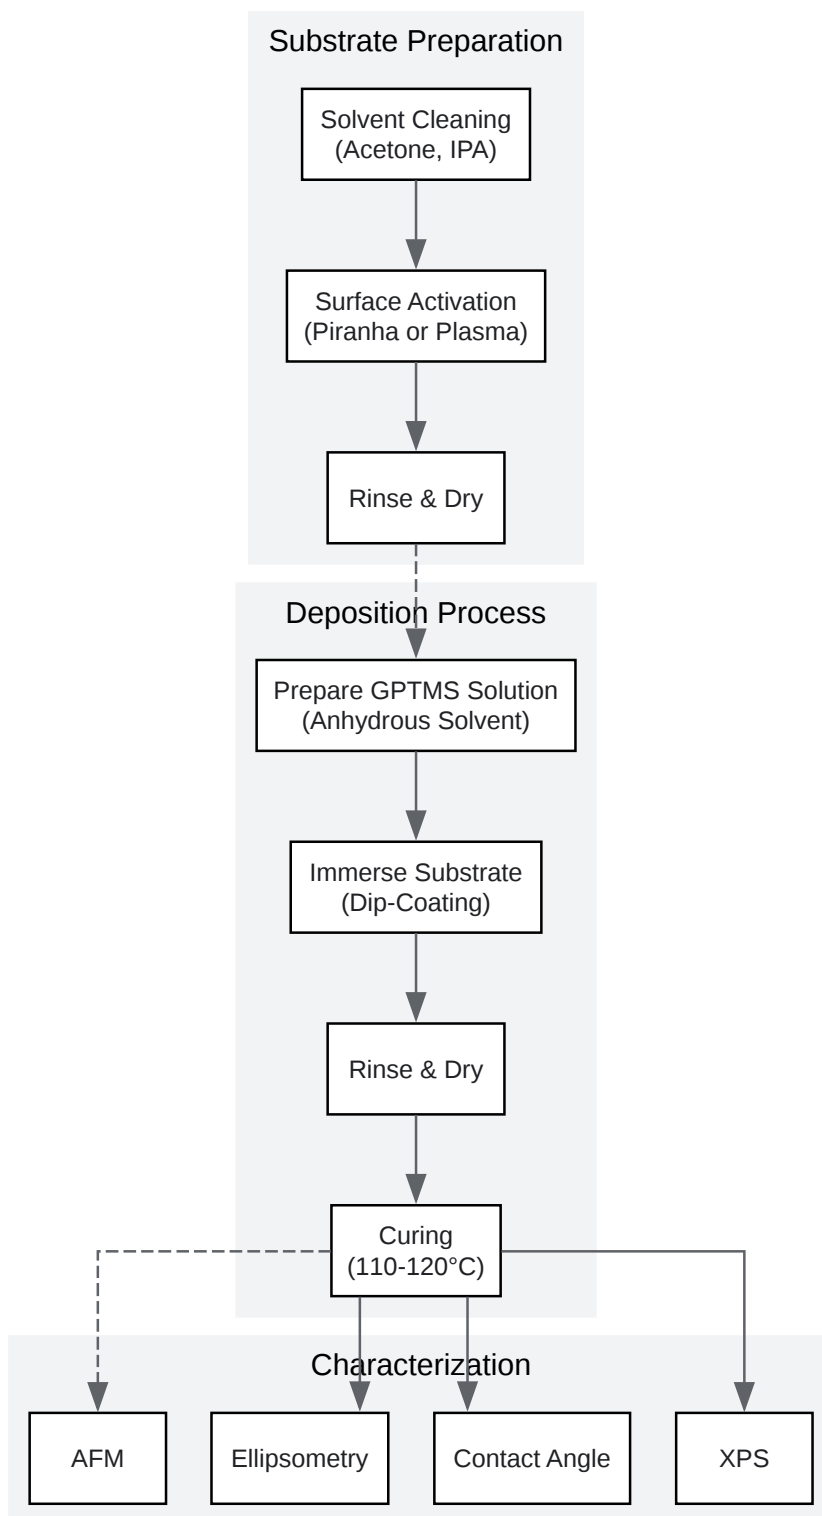 Substrate Preparation
Solvent Cleaning
(Acetone, IPA)
Surface Activation
(Piranha or Plasma)
Rinse & Dry
Deposition Process
Prepare GPTMS Solution
(Anhydrous Solvent)
Immerse Substrate
(Dip-Coating)
Rinse & Dry
Curing
(110-120°C)
Characterization
AFM
Ellipsometry
Contact Angle
XPS